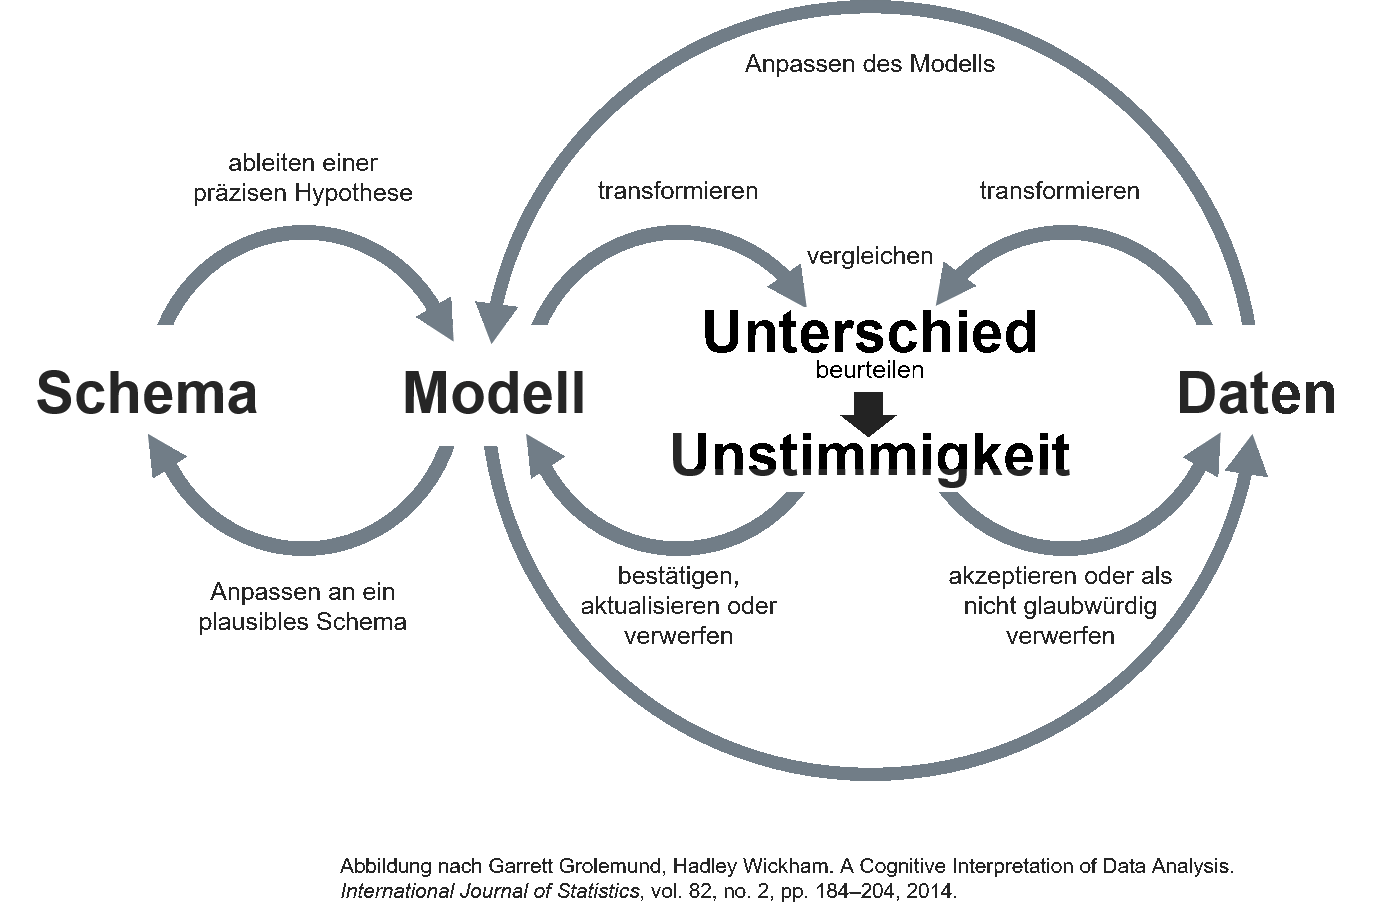 Anpassen des Modells
ableiten einer
präzisen Hypothese
transformieren
transformieren
vergleichen
Unterschied
beurteilen
Schema
Modell
Daten
Unstimmigkeit
Anpassen an ein
plausibles Schema
bestätigen,
aktualisieren oder
verwerfen
akzeptieren oder als
nicht glaubwürdig
verwerfen
Abbildung nach Garrett Grolemund, Hadley Wickham. A Cognitive Interpretation of Data Analysis.
International Journal of Statistics, vol. 82, no. 2, pp. 184–204, 2014.